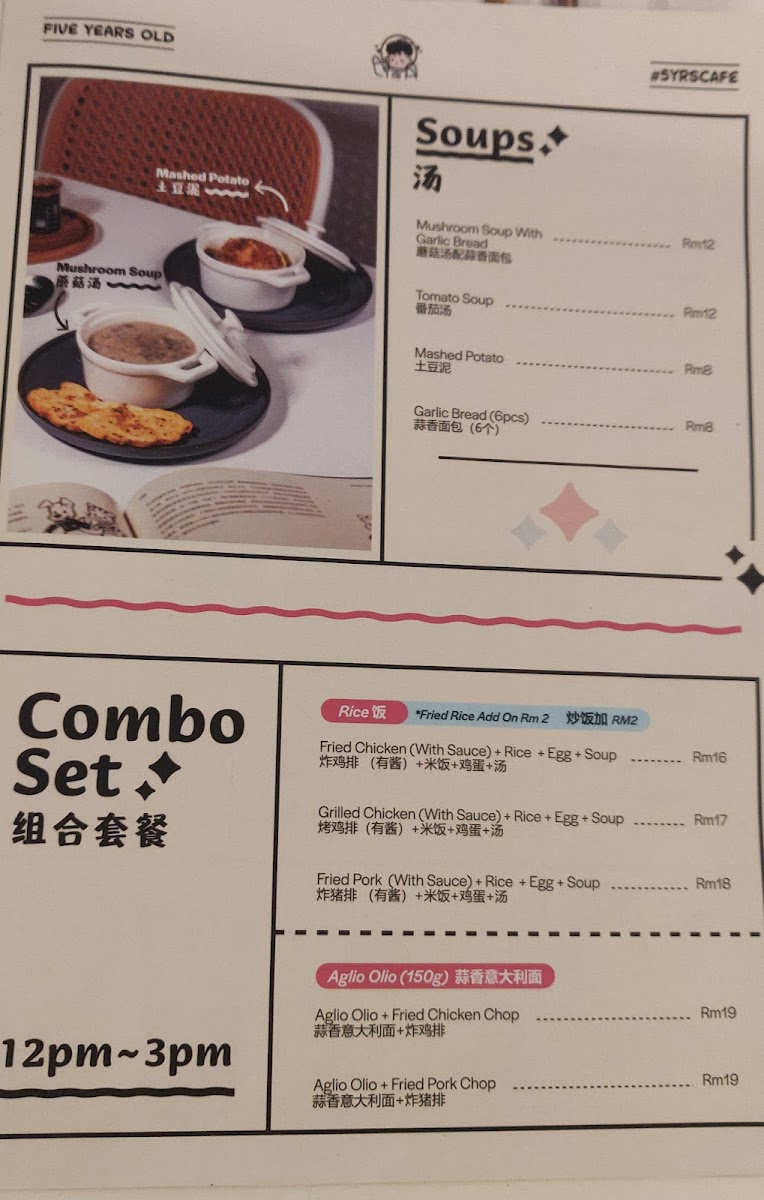 FIVE YEARS OLD
#5YRSCAFE
Mashed Potato
土豆泥
Mushroom Soup
蘑菇汤
Soups
汤
Mushroom Soup With
Garlic Bread Rm12
蘑菇汤配蒜香面包
Tomato Soup Rm12
番茄汤
Mashed Potato Rm8
土豆泥
Garlic Bread (6pcs) Rm8
蒜香面包（6个）
Combo
Set
组合套餐
12pm~3pm
Rice 饭 *Fried Rice Add On Rm 2 炒饭加 RM2
Fried Chicken (With Sauce) + Rice + Egg + Soup Rm16
炸鸡排 （有酱）+米饭+鸡蛋+汤
Grilled Chicken (With Sauce) + Rice + Egg + Soup Rm17
烤鸡排（有酱）+米饭+鸡蛋+汤
Fried Pork (With Sauce) + Rice + Egg + Soup Rm18
炸猪排 （有酱）+米饭+鸡蛋+汤
Aglio Olio (150g) 蒜香意大利面
Aglio Olio + Fried Chicken Chop Rm19
蒜香意大利面+炸鸡排
Aglio Olio + Fried Pork Chop Rm19
蒜香意大利面+炸猪排